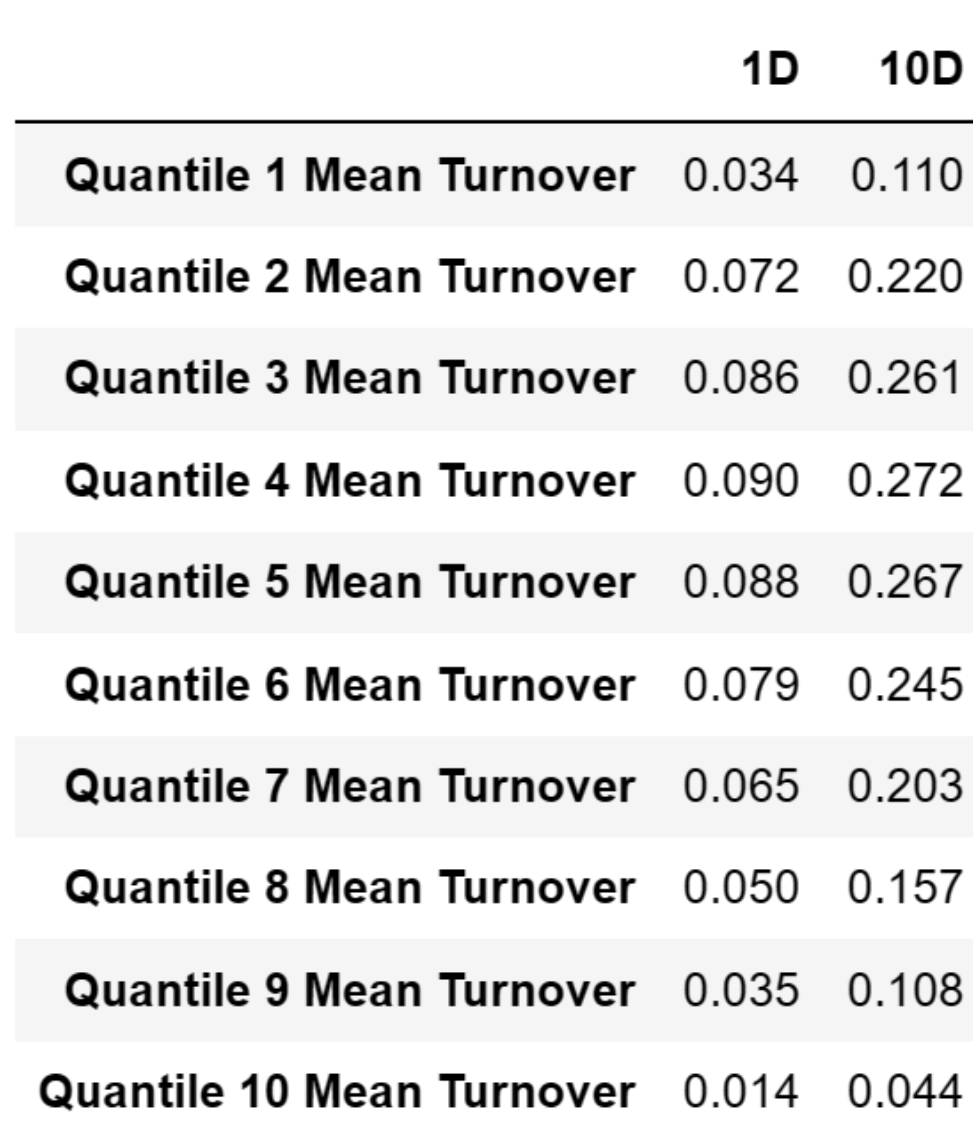 1D 10D
Quantile 1 Mean Turnover 0.034 0.110
Quantile 2 Mean Turnover 0.072 0.220
Quantile 3 Mean Turnover 0.086 0.261
Quantile 4 Mean Turnover 0.090 0.272
Quantile 5 Mean Turnover 0.088 0.267
Quantile 6 Mean Turnover 0.079 0.245
Quantile 7 Mean Turnover 0.065 0.203
Quantile 8 Mean Turnover 0.050 0.157
Quantile 9 Mean Turnover 0.035 0.108
Quantile 10 Mean Turnover 0.014 0.044